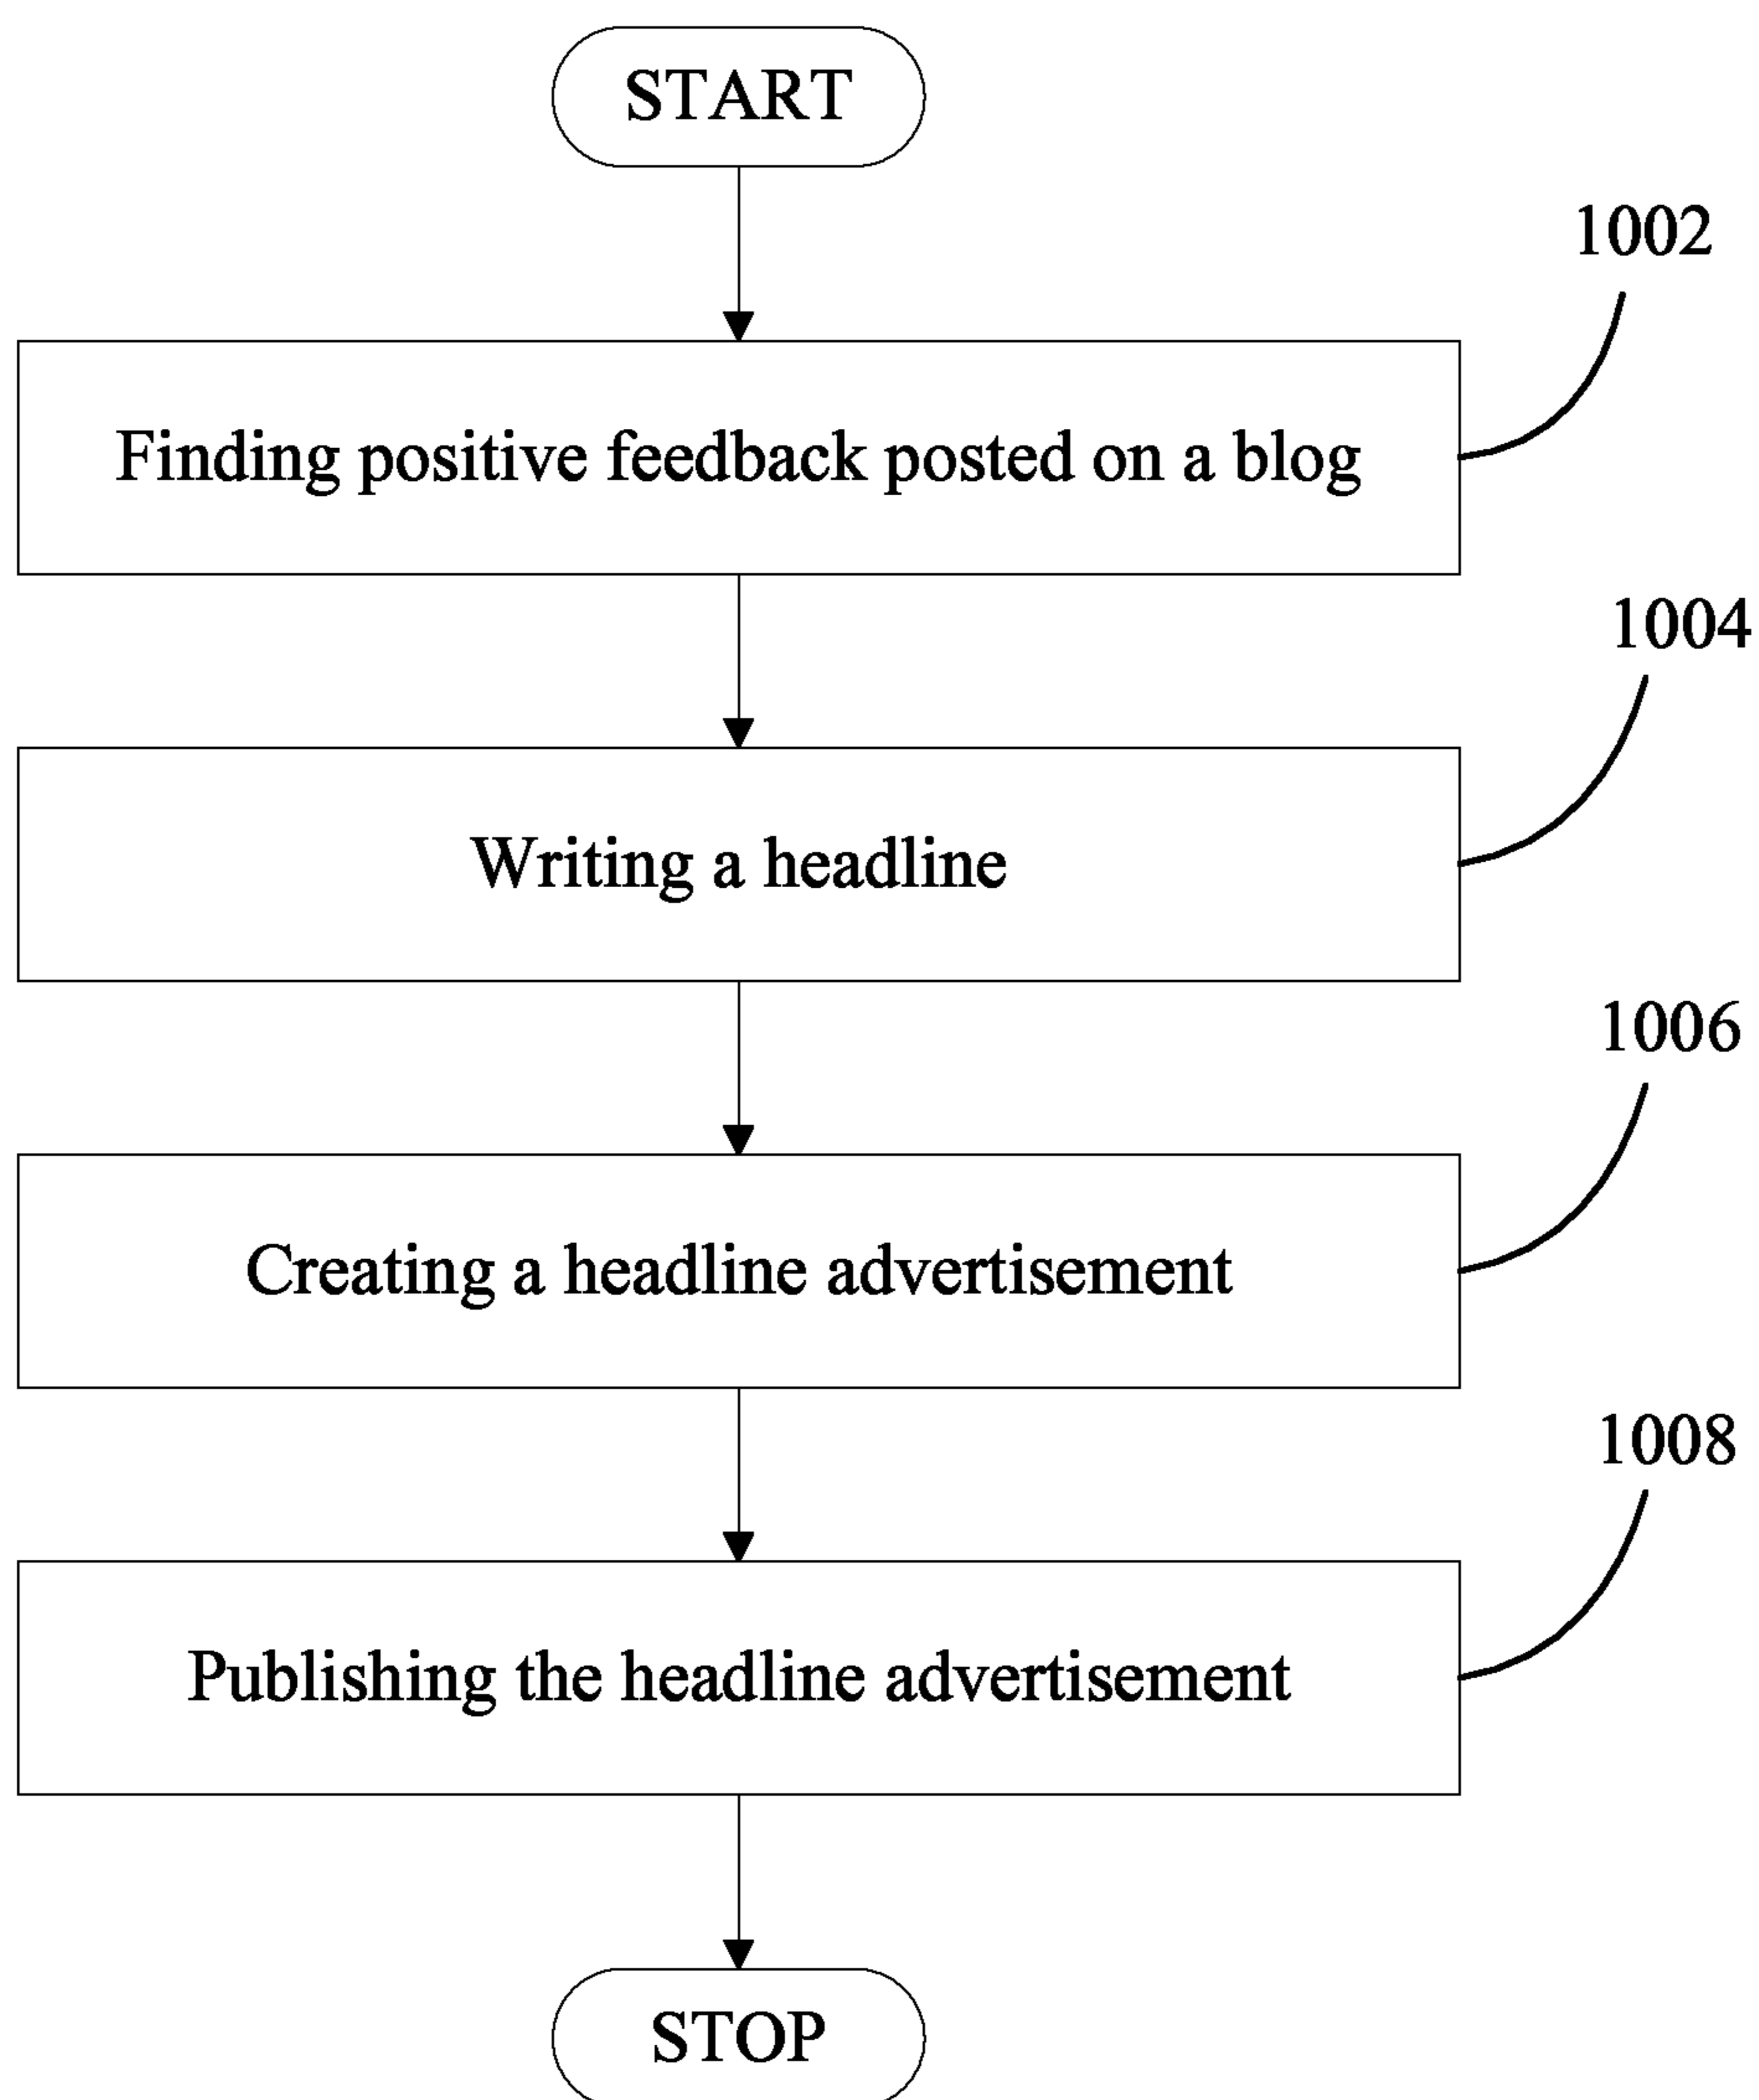 START
1002
Finding positive feedback posted on a blog
1004
Writing a headline
1006
Creating a headline advertisement
1008
Publishing the headline advertisement
STOP